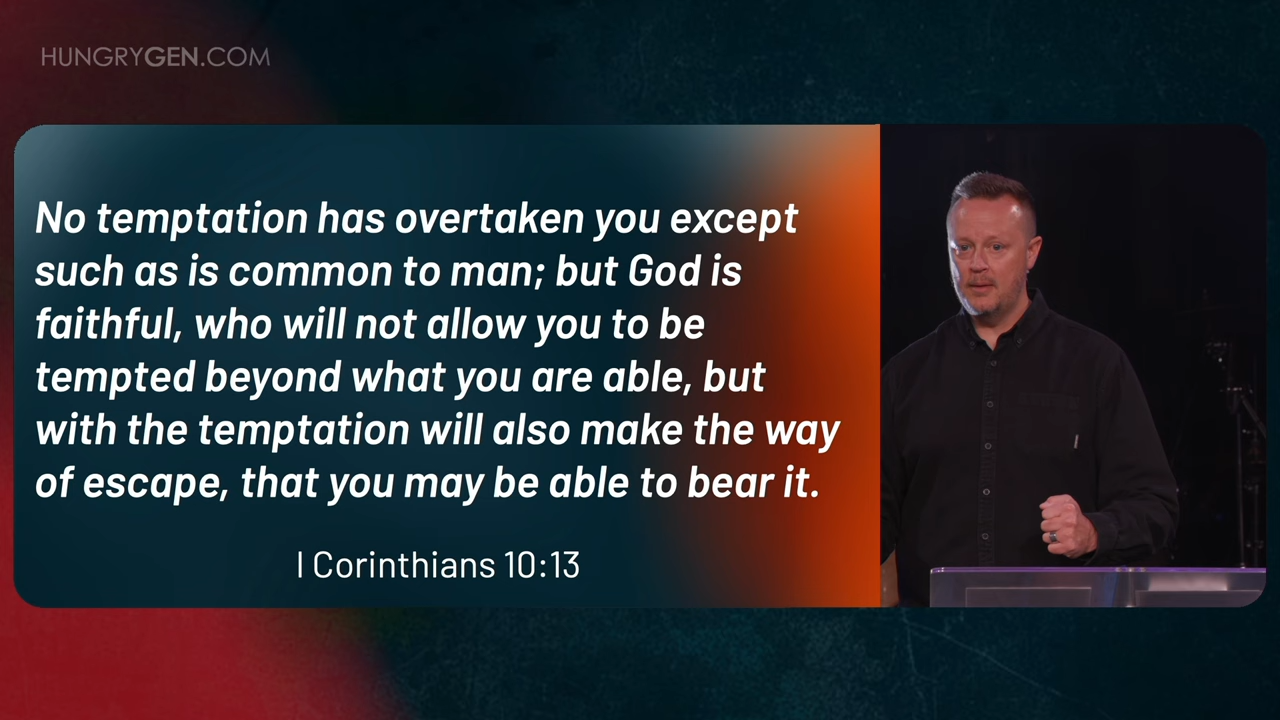 HUNGRYGEN.COM
No temptation has overtaken you except
such as is common to man; but God is
faithful, who will not allow you to be
tempted beyond what you are able, but
with the temptation will also make the way
of escape, that you may be able to bear it.
I Corinthians 10:13